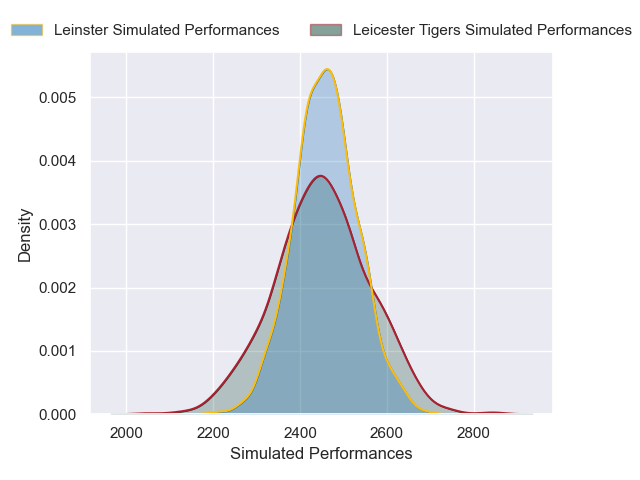 Leinster Simulated Performances Leicester Tigers Simulated Performances
0.005
0.004
0.003
0.002
0.001
0.000
Density
2000 2200 2400 2600 2800
Simulated Performances